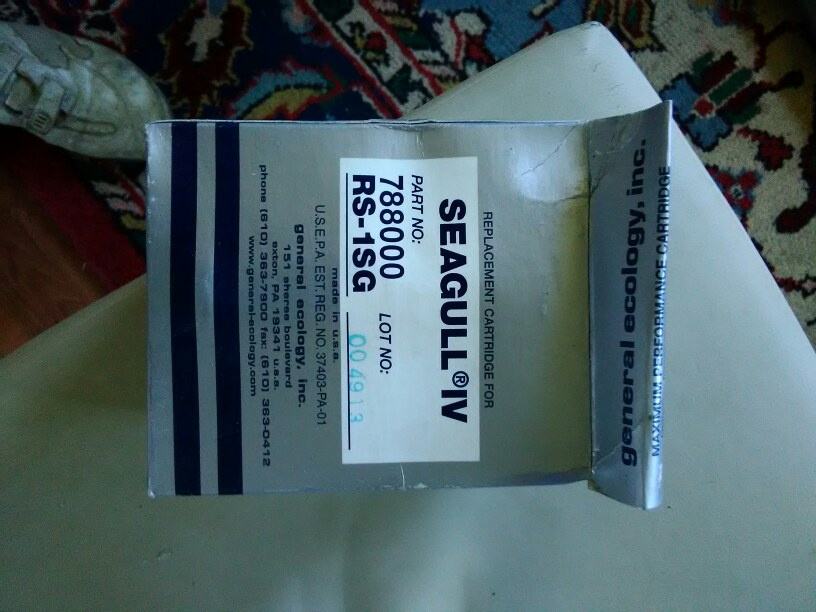 general ecology, inc.
MAXIMUM PERFORMANCE CARTRIDGE
REPLACEMENT CARTRIDGE FOR
SEAGULL® IV
PART NO: LOT NO:
788000
RS-1SG 004913
U.S.E.P.A. EST. REG. NO. 37403-PA-01
made in u.s.a.
general ecology, inc.
151 sheree boulevard
exton, PA 19341 u.s.a.
phone (610) 363-7900 fax: (610) 363-0412
www.general-ecology.com